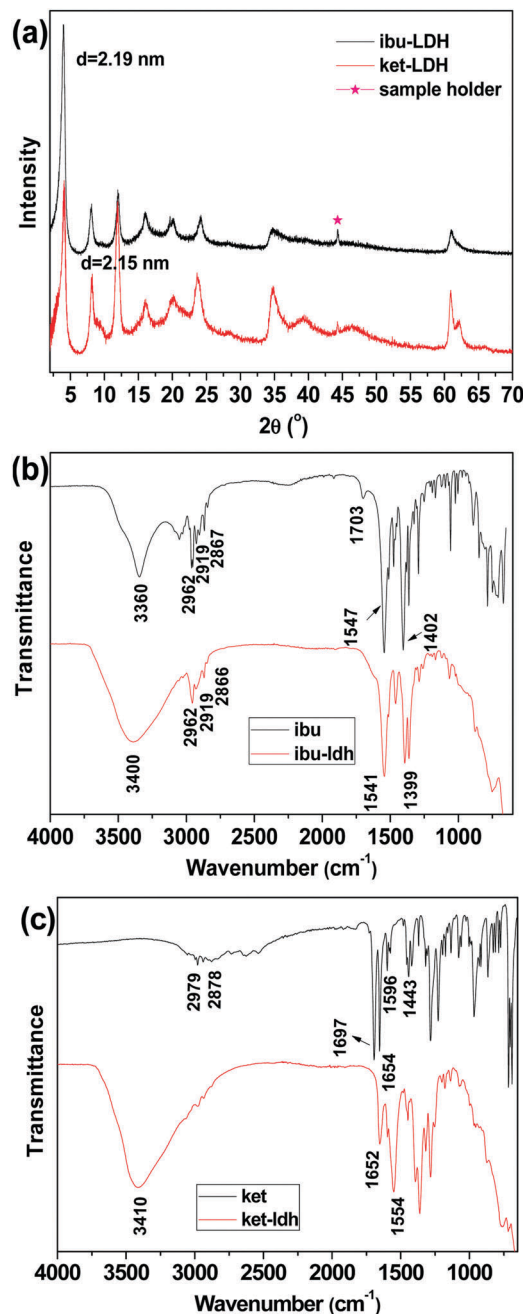 (a)
d=2.19 nm
ibu-LDH
ket-LDH
sample holder
d=2.15 nm
Intensity
5 10 15 20 25 30 35 40 45 50 55 60 65 70
2θ (°)
(b)
3360
2962
2919
2867
1703
1547
1402
3400
2962
2919
2866
1541
1399
ibu
ibu-ldh
Transmittance
4000 3500 3000 2500 2000 1500 1000
Wavenumber (cm⁻¹)
(c)
2979
2878
1697
1654
1596
1443
3410
1652
1554
ket
ket-ldh
Transmittance
4000 3500 3000 2500 2000 1500 1000
Wavenumber (cm⁻¹)